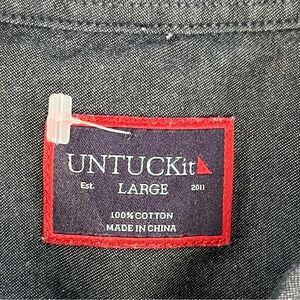 UNTUCKit
Est. LARGE 2011
100% COTTON
MADE IN CHINA